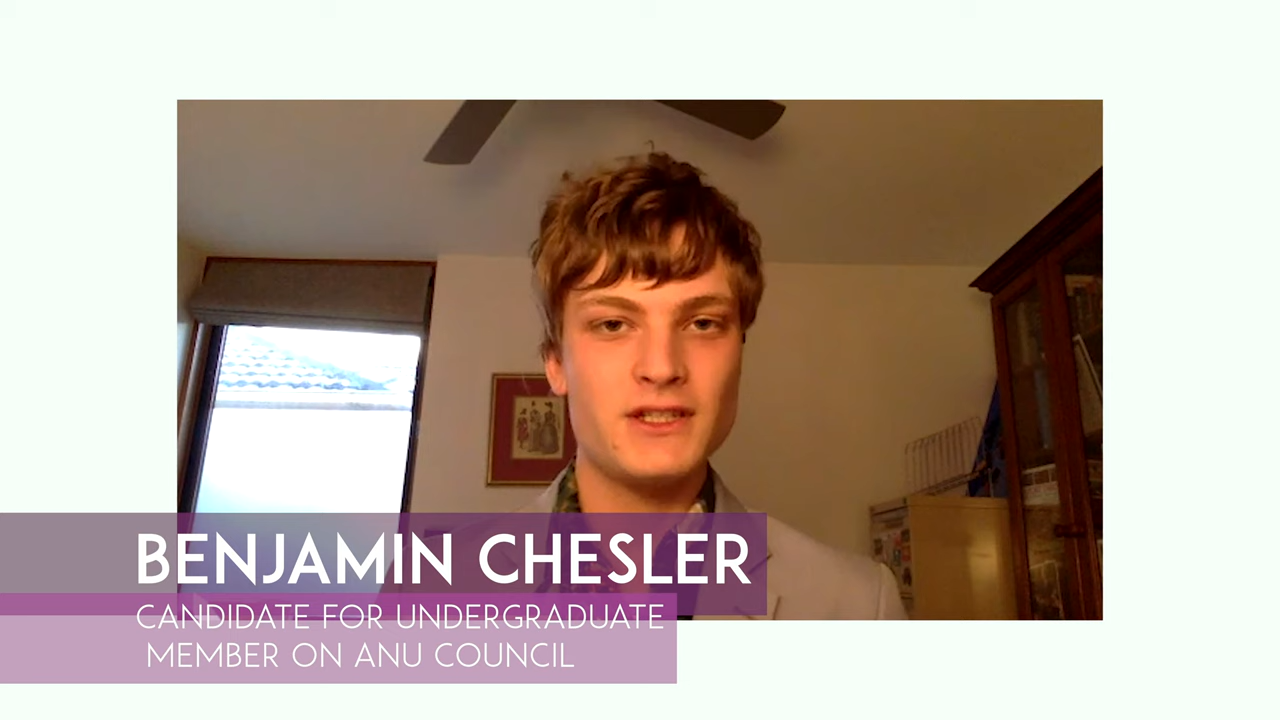 BENJAMIN CHESLER
CANDIDATE FOR UNDERGRADUATE
MEMBER ON ANU COUNCIL